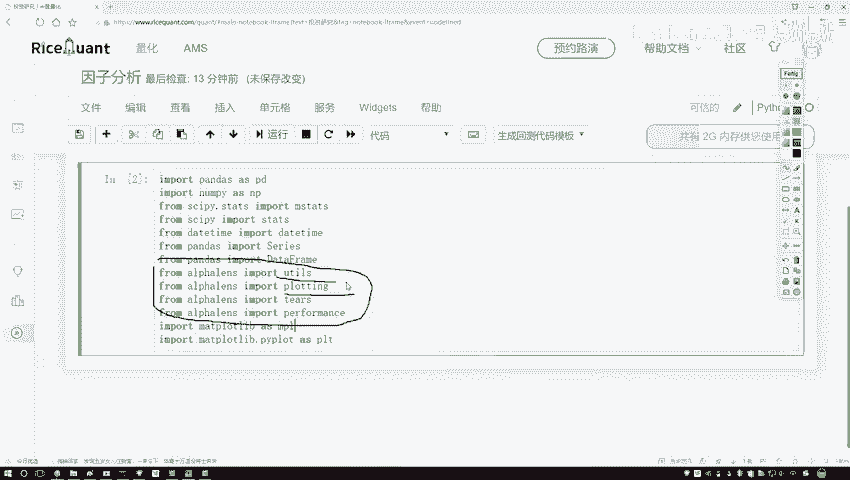 https://www.ricequant.com/quant/
RiceQuant 量化 AMS 预约路演 帮助文档 社区
因子分析 最后检查: 13 分钟前 (未保存改变)
文件 编辑 查看 插入 单元格 服务 Widgets 帮助 可信的
运行 代码 生成回测代码模板 共有 2G 内存供您使用
In [2]: import pandas as pd
import numpy as np
from scipy.stats import mstats
from scipy import stats
from datetime import datetime
from pandas import Series
from pandas import DataFrame
from alphalens import utils
from alphalens import plotting
from alphalens import tears
from alphalens import performance
import matplotlib as mpl
import matplotlib.pyplot as plt